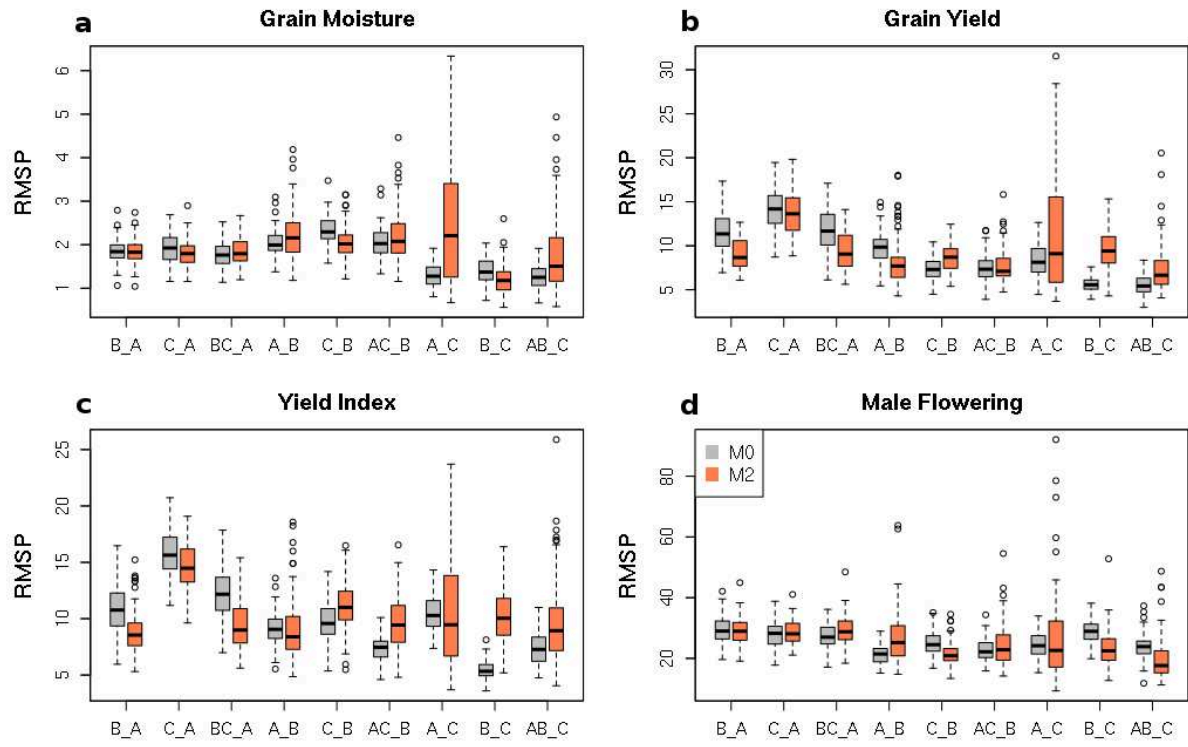 a Grain Moisture
RMSP
6
5
4
3
2
1
B_A C_A BC_A A_B C_B AC_B A_C B_C AB_C
b Grain Yield
RMSP
30
25
20
15
10
5
B_A C_A BC_A A_B C_B AC_B A_C B_C AB_C
c Yield Index
RMSP
25
20
15
10
5
B_A C_A BC_A A_B C_B AC_B A_C B_C AB_C
d Male Flowering
M0
M2
RMSP
80
60
40
20
B_A C_A BC_A A_B C_B AC_B A_C B_C AB_C